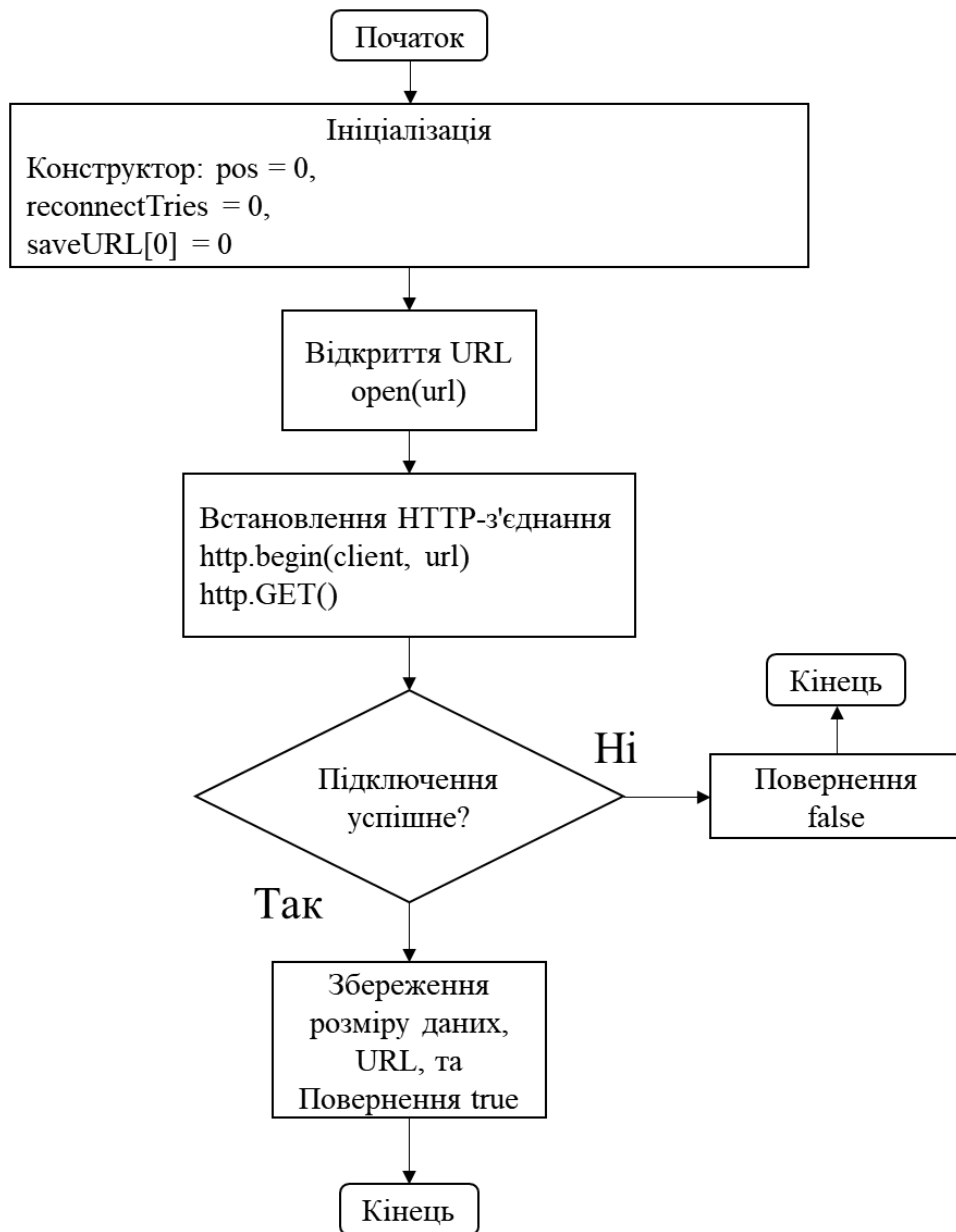 Початок
Ініціалізація
Конструктор: pos = 0,
reconnectTries = 0,
saveURL[0] = 0
Відкриття URL
open(url)
Встановлення HTTP-з'єднання
http.begin(client, url)
http.GET()
Підключення
успішне?
Ні
Повернення
false
Кінець
Так
Збереження
розміру даних,
URL, та
Повернення true
Кінець